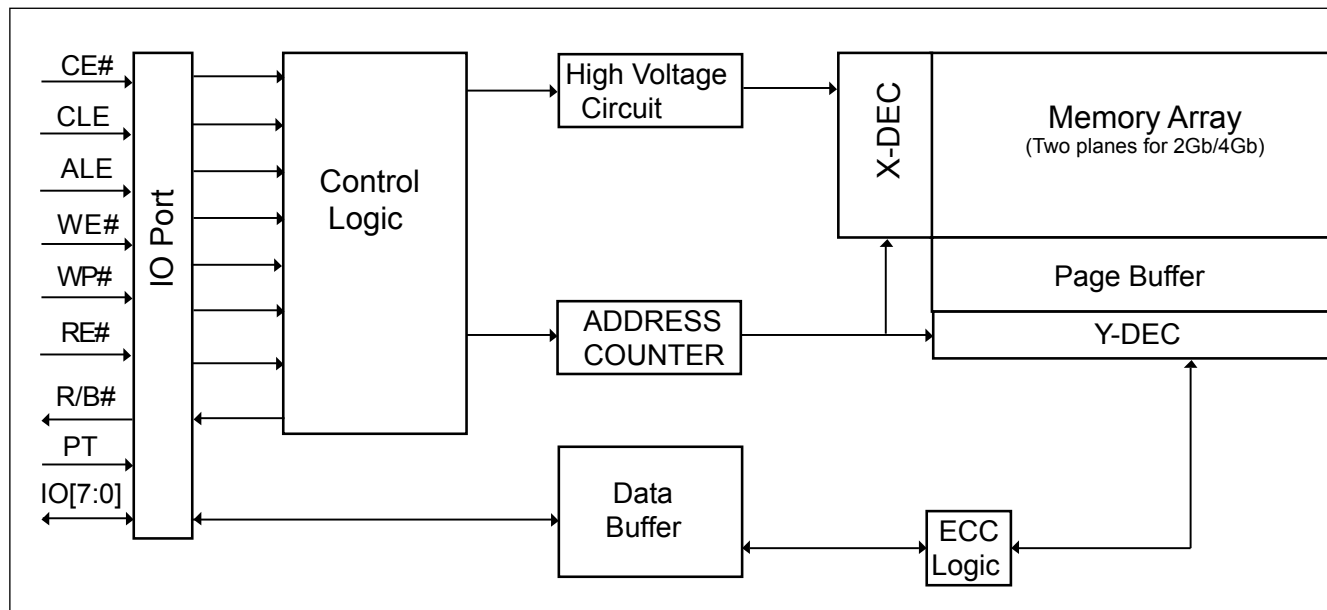 CE#
CLE
ALE
WE#
WP#
RE#
R/B#
PT
IO[7:0]
IO Port
Control
Logic
High Voltage
Circuit
ADDRESS
COUNTER
Data
Buffer
X-DEC
Memory Array
(Two planes for 2Gb/4Gb)
Page Buffer
Y-DEC
ECC
Logic